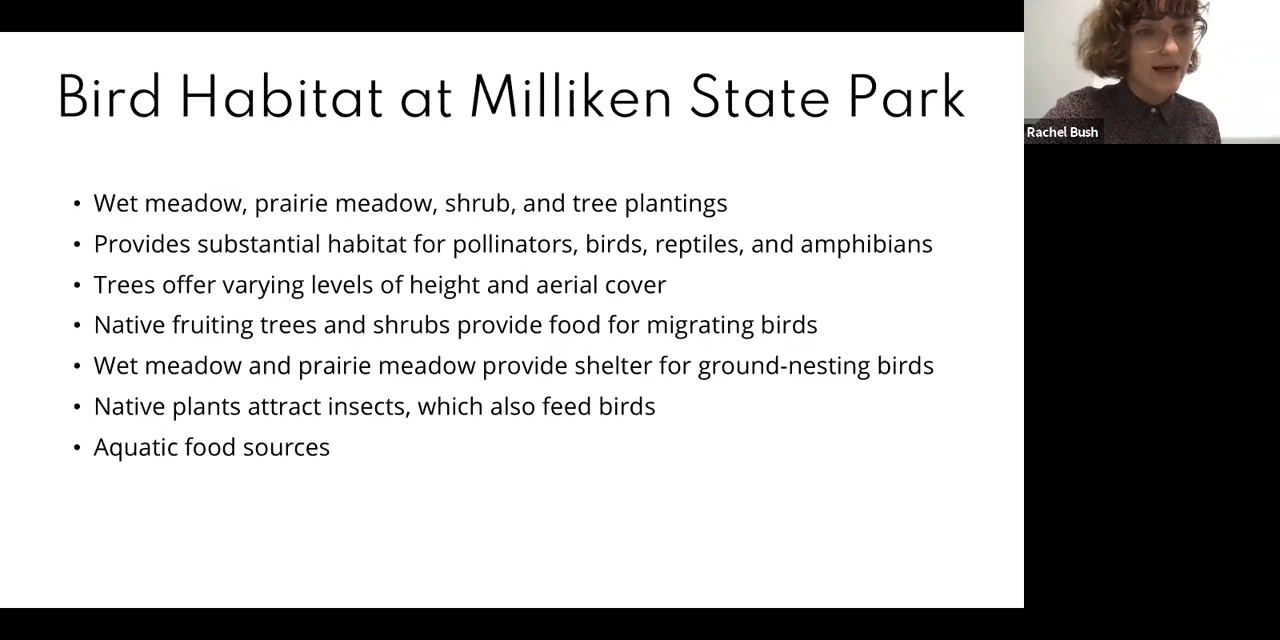 Bird Habitat at Milliken State Park
Rachel Bush
• Wet meadow, prairie meadow, shrub, and tree plantings
• Provides substantial habitat for pollinators, birds, reptiles, and amphibians
• Trees offer varying levels of height and aerial cover
• Native fruiting trees and shrubs provide food for migrating birds
• Wet meadow and prairie meadow provide shelter for ground-nesting birds
• Native plants attract insects, which also feed birds
• Aquatic food sources